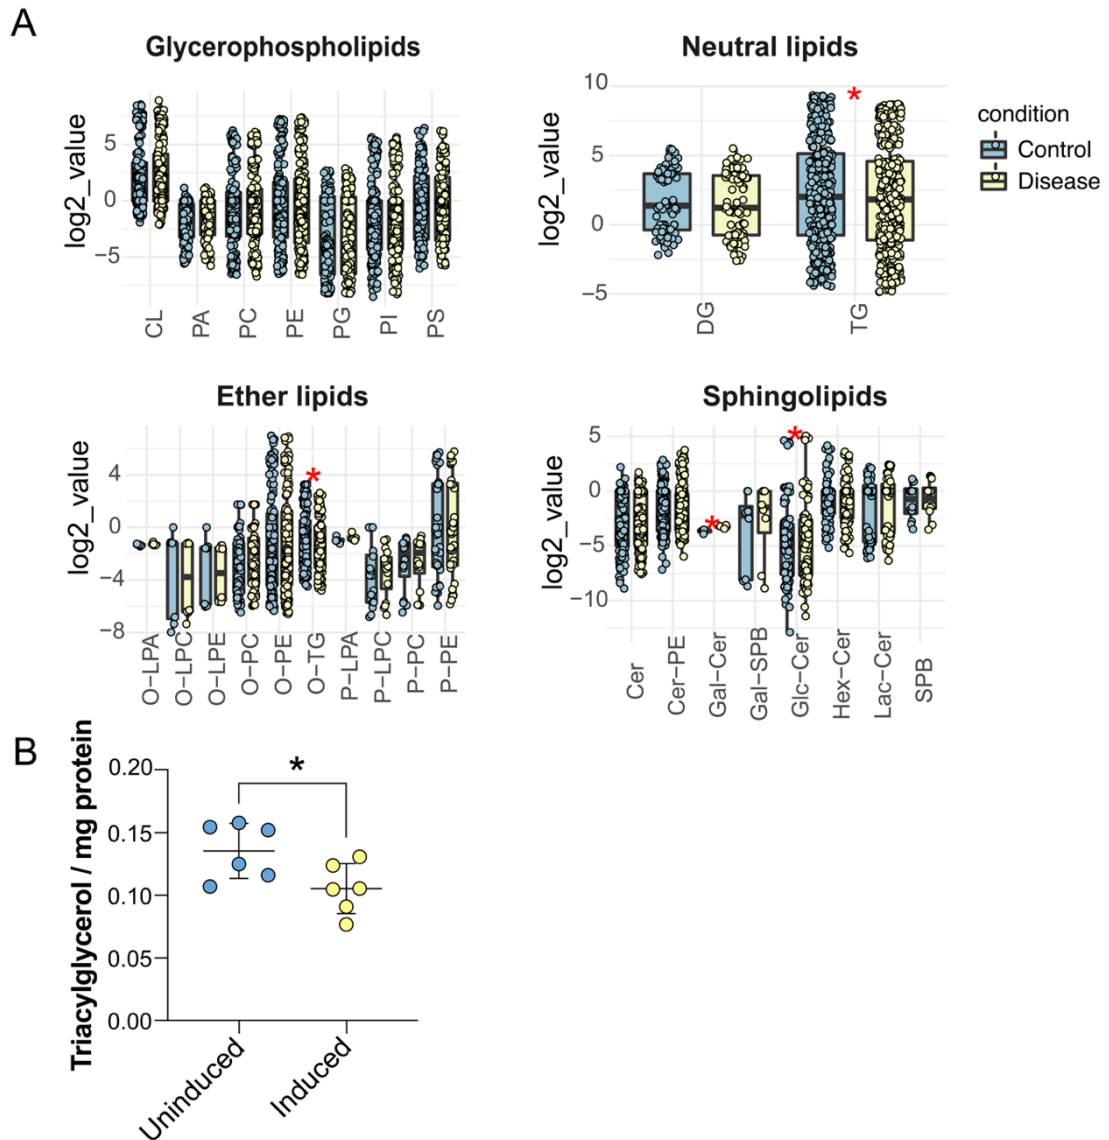 A
Glycerophospholipids
log2_value
5
0
−5
CL
PA
PC
PE
PG
PI
PS
Neutral lipids
log2_value
10
5
0
−5
*
DG
TG
condition
Control
Disease
Ether lipids
log2_value
4
0
−4
−8
*
O−LPA
O−LPC
O−LPE
O−PC
O−PE
O−TG
P−LPA
P−LPC
P−PC
P−PE
Sphingolipids
log2_value
5
0
−5
−10
*
*
Cer
Cer−PE
Gal−Cer
Gal−SPB
Glc−Cer
Hex−Cer
Lac−Cer
SPB
B
Triacylglycerol / mg protein
0.20
0.15
0.10
0.05
0.00
*
Uninduced
Induced